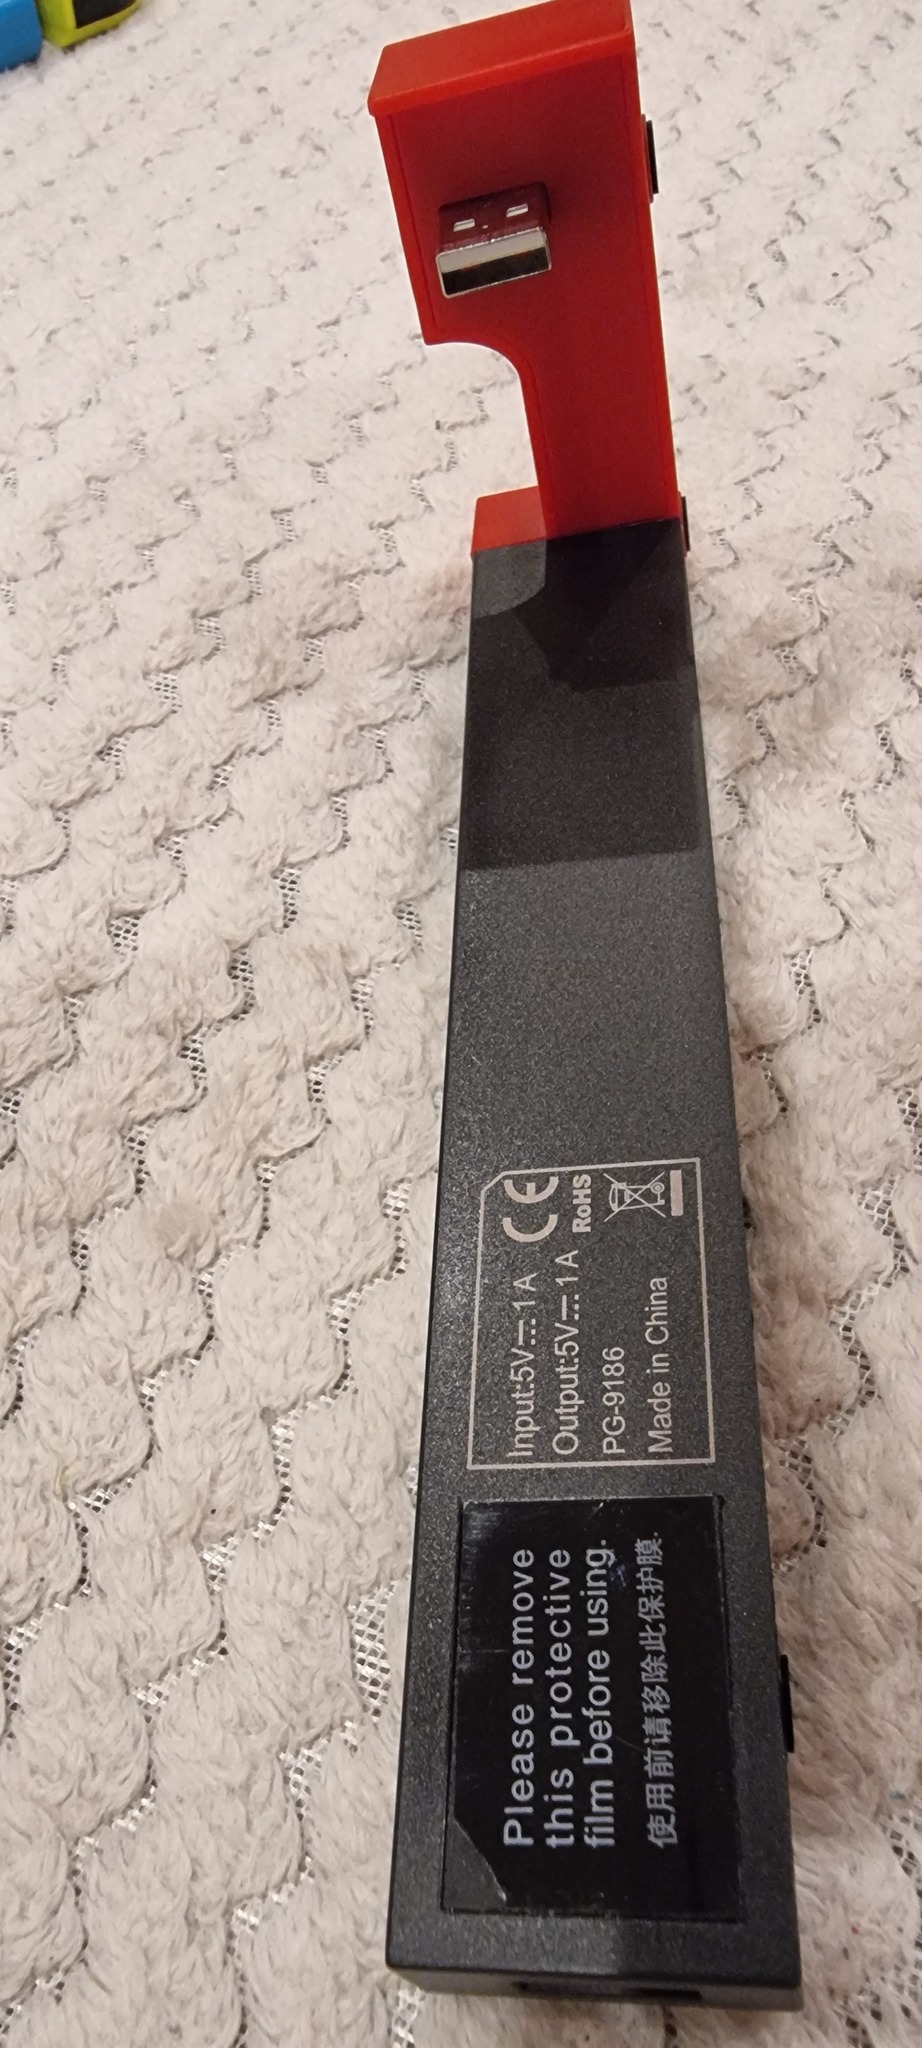 Input:5V⎓1A
Output:5V⎓1A
PG-9186
Made in China
CE
RoHS
Please remove
this protective
film before using.
使用前请移除此保护膜.